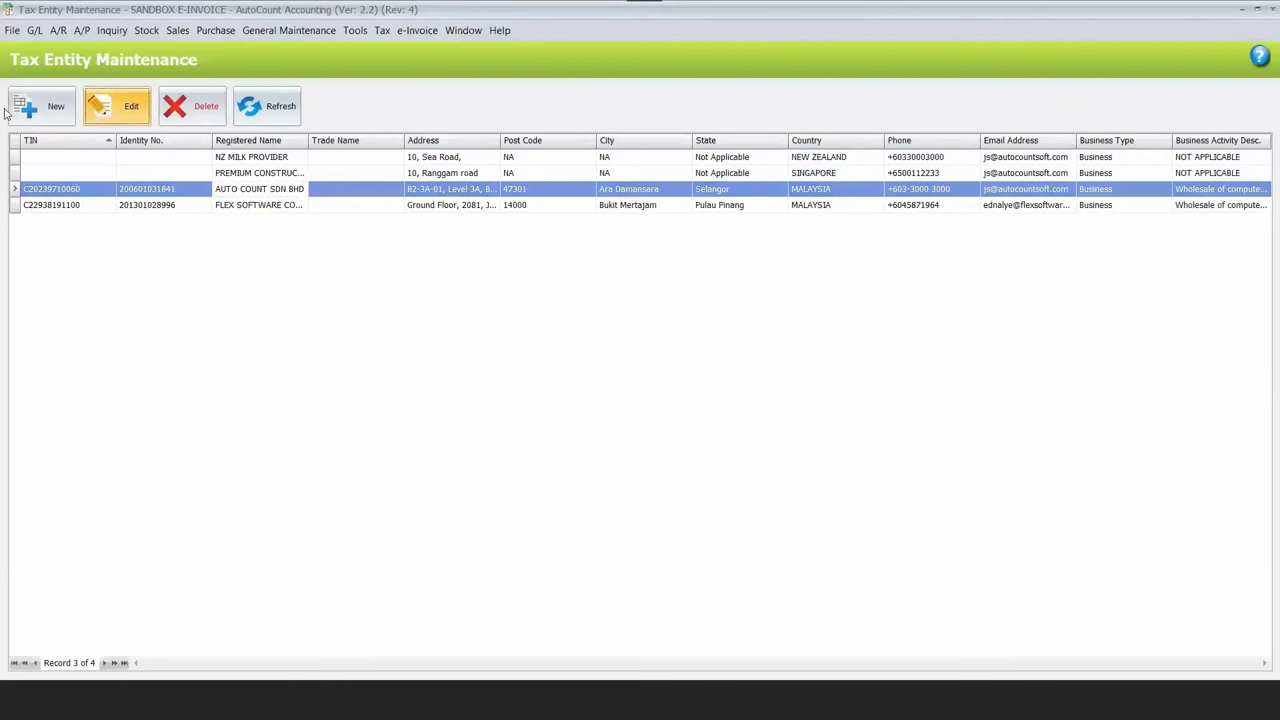 Tax Entity Maintenance - SANDBOX E-INVOICE - AutoCount Accounting (Ver: 2.2) (Rev: 4)
File G/L A/R A/P Inquiry Stock Sales Purchase General Maintenance Tools Tax e-Invoice Window Help
Tax Entity Maintenance
New Edit Delete Refresh
TIN Identity No. Registered Name Trade Name Address Post Code City State Country Phone Email Address Business Type Business Activity Desc.
NZ MILK PROVIDER 10, Sea Road, NA NA Not Applicable NEW ZEALAND +60330003000 js@autocountsoft.com Business NOT APPLICABLE
PREMIUM CONSTRUC... 10, Ranggam road NA NA Not Applicable SINGAPORE +6500112233 js@autocountsoft.com Business NOT APPLICABLE
C20239710060 200601031841 AUTO COUNT SDN BHD B2-3A-01, Level 3A, B... 47301 Ara Damansara Selangor MALAYSIA +603-3000 3000 js@autocountsoft.com Business Wholesale of compute...
C22938191100 201301028996 FLEX SOFTWARE CO... Ground Floor, 2081, J... 14000 Bukit Mertajam Pulau Pinang MALAYSIA +6045871964 ednalye@flexsoftwar... Business Wholesale of compute...
Record 3 of 4